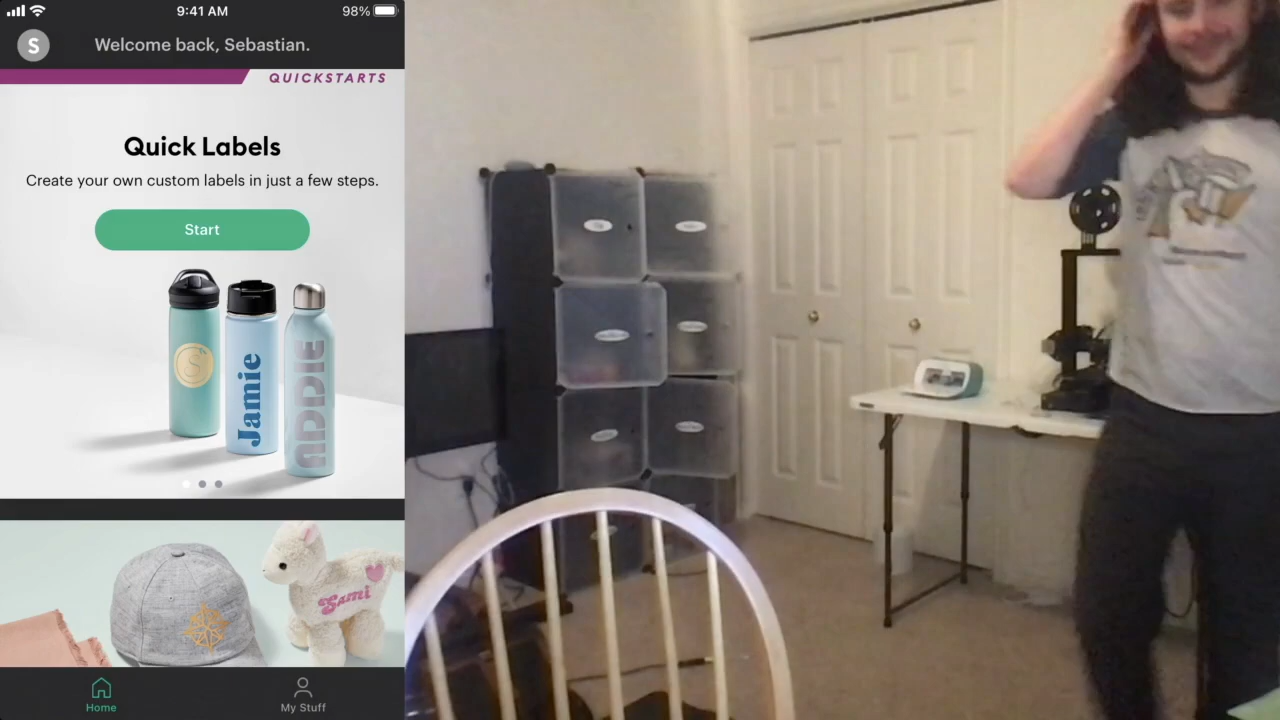 9:41 AM
98%
S
Welcome back, Sebastian.
QUICKSTARTS
Quick Labels
Create your own custom labels in just a few steps.
Start
S
Jamie
ADDIE
Sami
Home
My Stuff